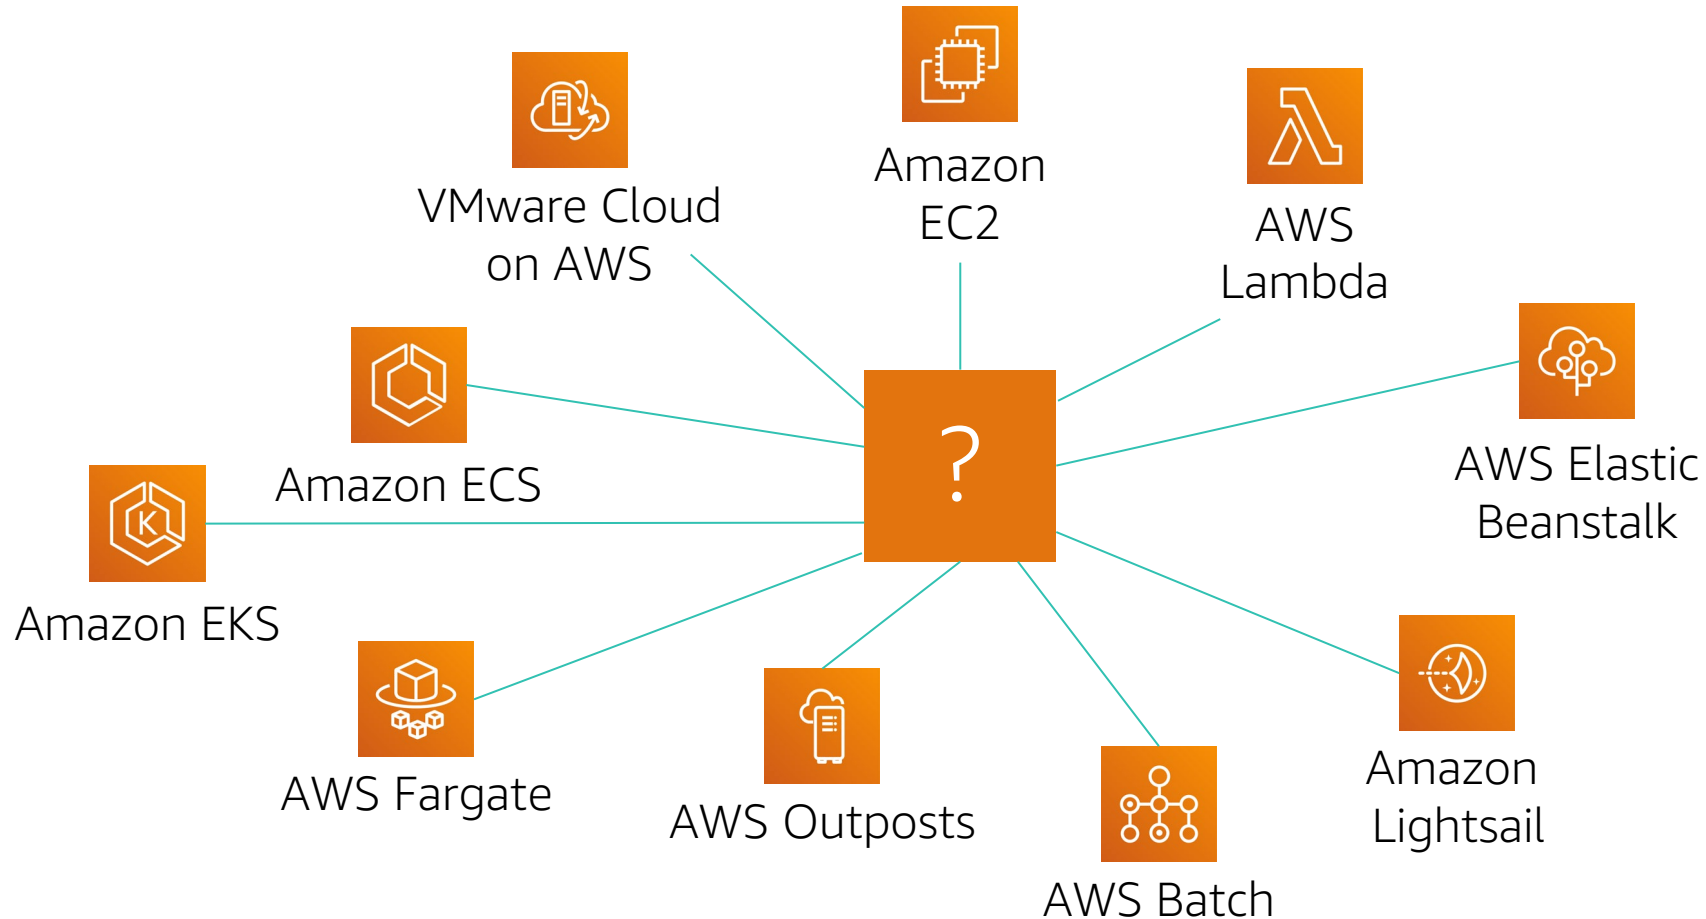 Amazon
EC2
VMware Cloud
on AWS
AWS
Lambda
Amazon ECS
?
AWS Elastic
Beanstalk
K
Amazon EKS
AWS Fargate
AWS Outposts
Amazon
Lightsail
AWS Batch